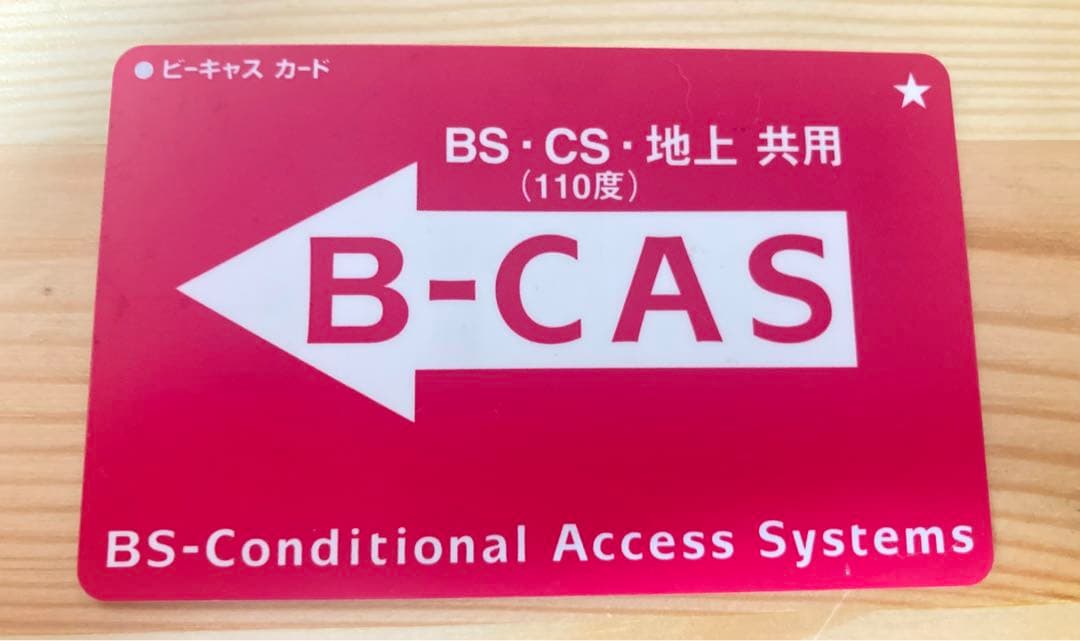 ●ビーキャス カード
★
BS・CS・地上 共用
（110度）
B-CAS
BS-Conditional Access Systems